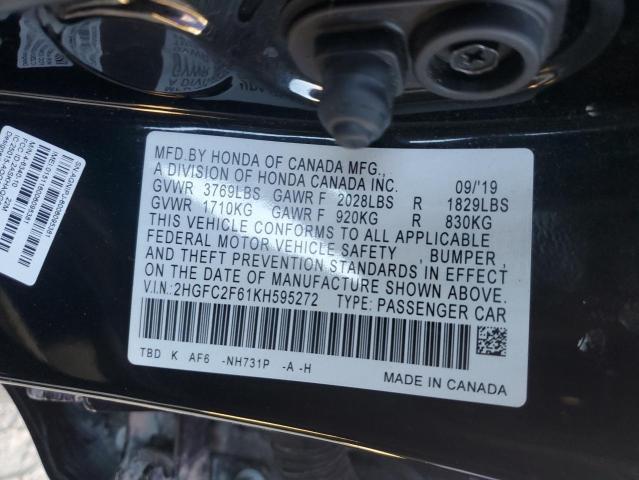 MFD.BY HONDA OF CANADA MFG.,
A DIVISION OF HONDA CANADA INC. 09/'19
GVWR 3769LBS GAWR F 2028LBS R 1829LBS
GVWR 1710KG GAWR F 920KG R 830KG
THIS VEHICLE CONFORMS TO ALL APPLICABLE
FEDERAL MOTOR VEHICLE SAFETY , BUMPER,
AND THEFT PREVENTION STANDARDS IN EFFECT
ON THE DATE OF MANUFACTURE SHOWN ABOVE.
V.I.N.:2HGFC2F61KH595272 TYPE: PASSENGER CAR
TBD K AF6 -NH731P -A -H
MADE IN CANADA